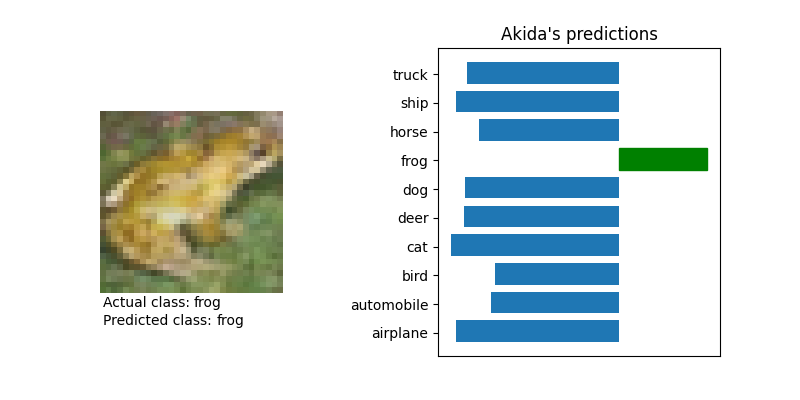 Akida's predictions
truck
ship
horse
frog
dog
deer
cat
bird
automobile
airplane
Actual class: frog
Predicted class: frog